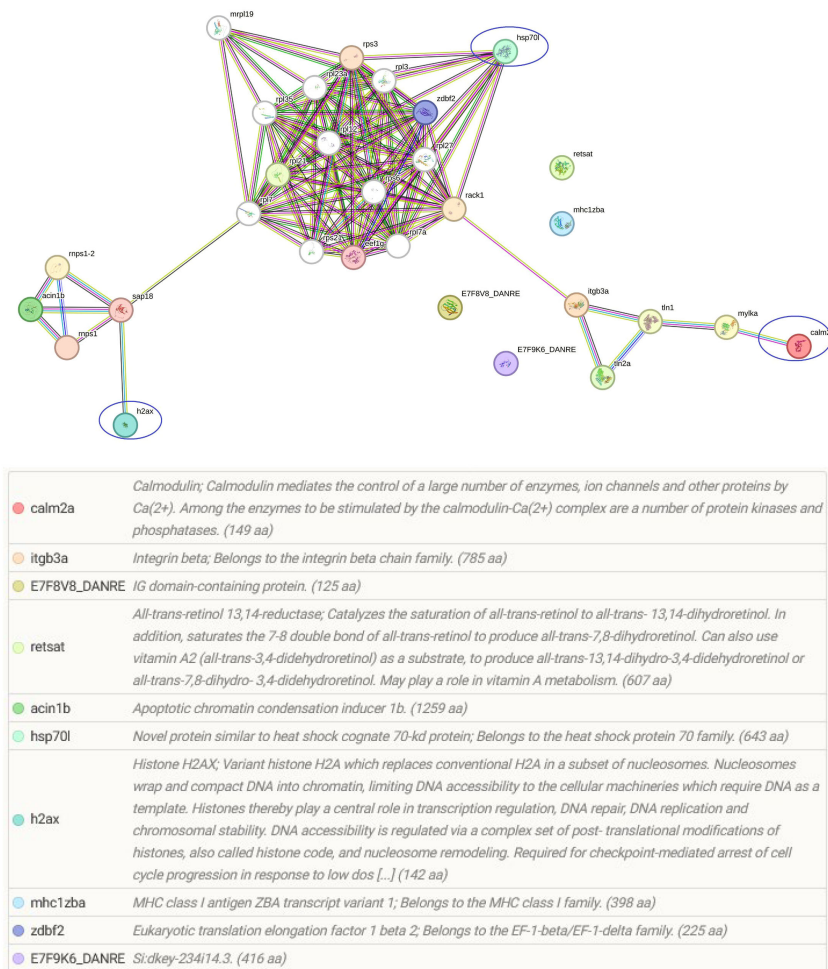 mrpl19
hsp70l
rps3
rpl3
rpl23a
zdbf2
rpl35
rpl12
rpl27
retsat
rpl21
rps6
rack1
mhc1zba
rpl7
rps21
eef1g
rpl7a
rnps1-2
acin1b
sap18
rnps1
E7F8V8_DANRE
itgb3a
tln1
mylka
E7F9K6_DANRE
h2ax
calm2a Calmodulin; Calmodulin mediates the control of a large number of enzymes, ion channels and other proteins by
Ca(2+). Among the enzymes to be stimulated by the calmodulin-Ca(2+) complex are a number of protein kinases and
phosphatases. (149 aa)
itgb3a Integrin beta; Belongs to the integrin beta chain family. (785 aa)
E7F8V8_DANRE IG domain-containing protein. (125 aa)
retsat All-trans-retinol 13,14-reductase; Catalyzes the saturation of all-trans-retinol to all-trans- 13,14-dihydroretinol. In
addition, saturates the 7-8 double bond of all-trans-retinol to produce all-trans-7,8-dihydroretinol. Can also use
vitamin A2 (all-trans-3,4-didehydroretinol) as a substrate, to produce all-trans-13,14-dihydro-3,4-didehydroretinol or
all-trans-7,8-dihydro- 3,4-didehydroretinol. May play a role in vitamin A metabolism. (607 aa)
acin1b Apoptotic chromatin condensation inducer 1b. (1259 aa)
hsp70l Novel protein similar to heat shock cognate 70-kd protein; Belongs to the heat shock protein 70 family. (643 aa)
h2ax Histone H2AX; Variant histone H2A which replaces conventional H2A in a subset of nucleosomes. Nucleosomes
wrap and compact DNA into chromatin, limiting DNA accessibility to the cellular machineries which require DNA as a
template. Histones thereby play a central role in transcription regulation, DNA repair, DNA replication and
chromosomal stability. DNA accessibility is regulated via a complex set of post- translational modifications of
histones, also called histone code, and nucleosome remodeling. Required for checkpoint-mediated arrest of cell
cycle progression in response to low dos [...] (142 aa)
mhc1zba MHC class I antigen ZBA transcript variant 1; Belongs to the MHC class I family. (398 aa)
zdbf2 Eukaryotic translation elongation factor 1 beta 2; Belongs to the EF-1-beta/EF-1-delta family. (225 aa)
E7F9K6_DANRE Si:dkey-234i14.3. (416 aa)